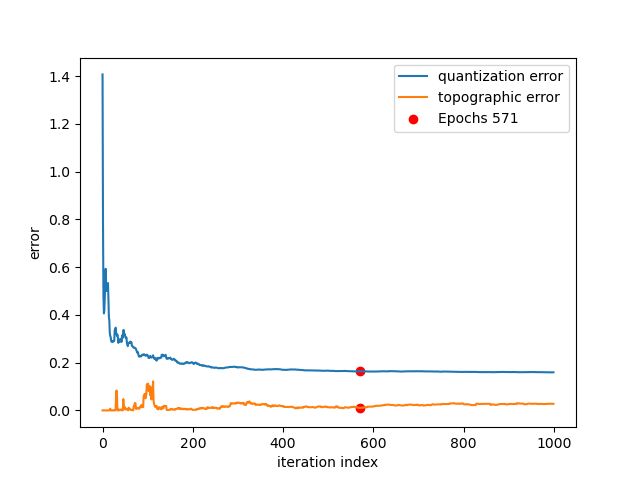 1.4
1.2
1.0
0.8
0.6
0.4
0.2
0.0
error
0
200
400
600
800
1000
iteration index
quantization error
topographic error
Epochs 571